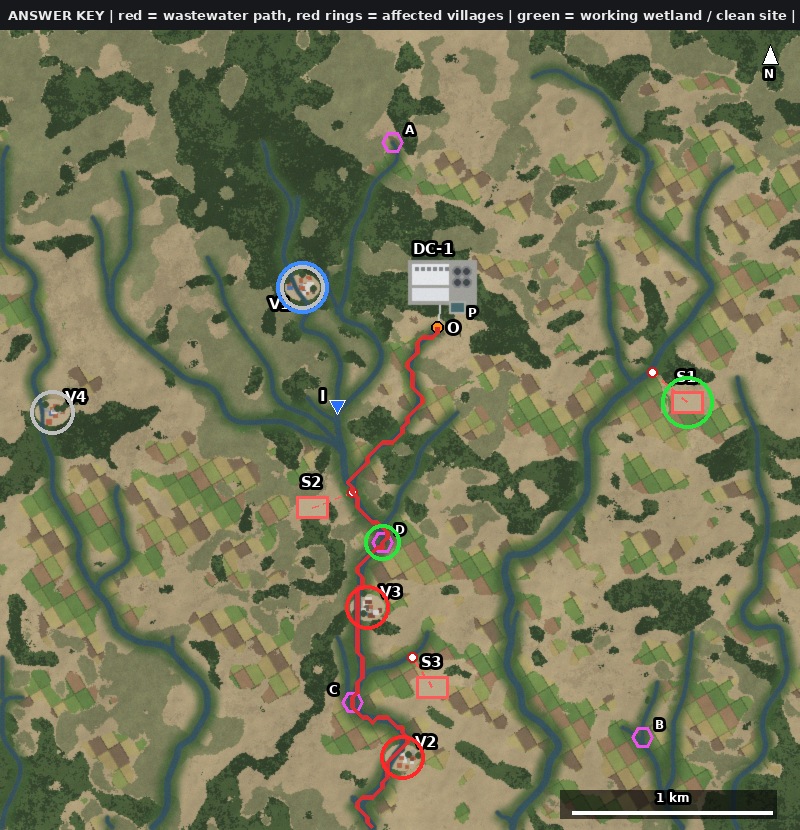 ANSWER KEY | red = wastewater path, red rings = affected villages | green = working wetland / clean site |
N
A
DC-1
V1
P
O
I
S1
V4
S2
D
V3
S3
C
B
V2
1 km